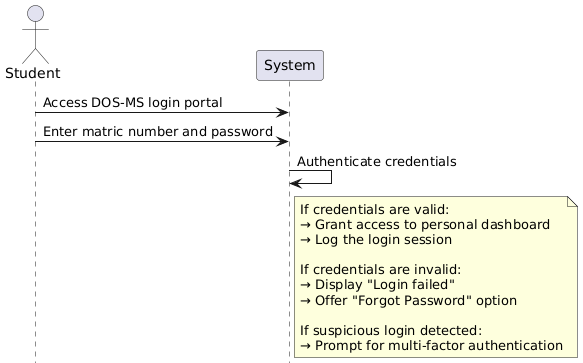 Student
System
Access DOS-MS login portal
Enter matric number and password
Authenticate credentials
If credentials are valid:
→ Grant access to personal dashboard
→ Log the login session
If credentials are invalid:
→ Display "Login failed"
→ Offer "Forgot Password" option
If suspicious login detected:
→ Prompt for multi-factor authentication